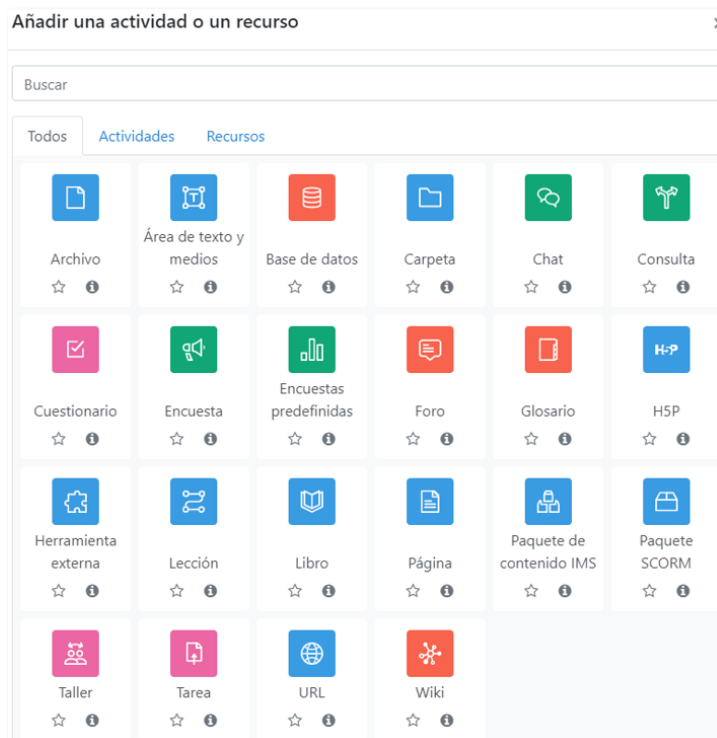 Añadir una actividad o un recurso
Buscar
Todos Actividades Recursos
Archivo
Área de texto y
medios
Base de datos
Carpeta
Chat
Consulta
Cuestionario
Encuesta
Encuestas
predefinidas
Foro
Glosario
H5P
H5P
Herramienta
externa
Lección
Libro
Página
Paquete de
contenido IMS
Paquete
SCORM
Taller
Tarea
URL
Wiki